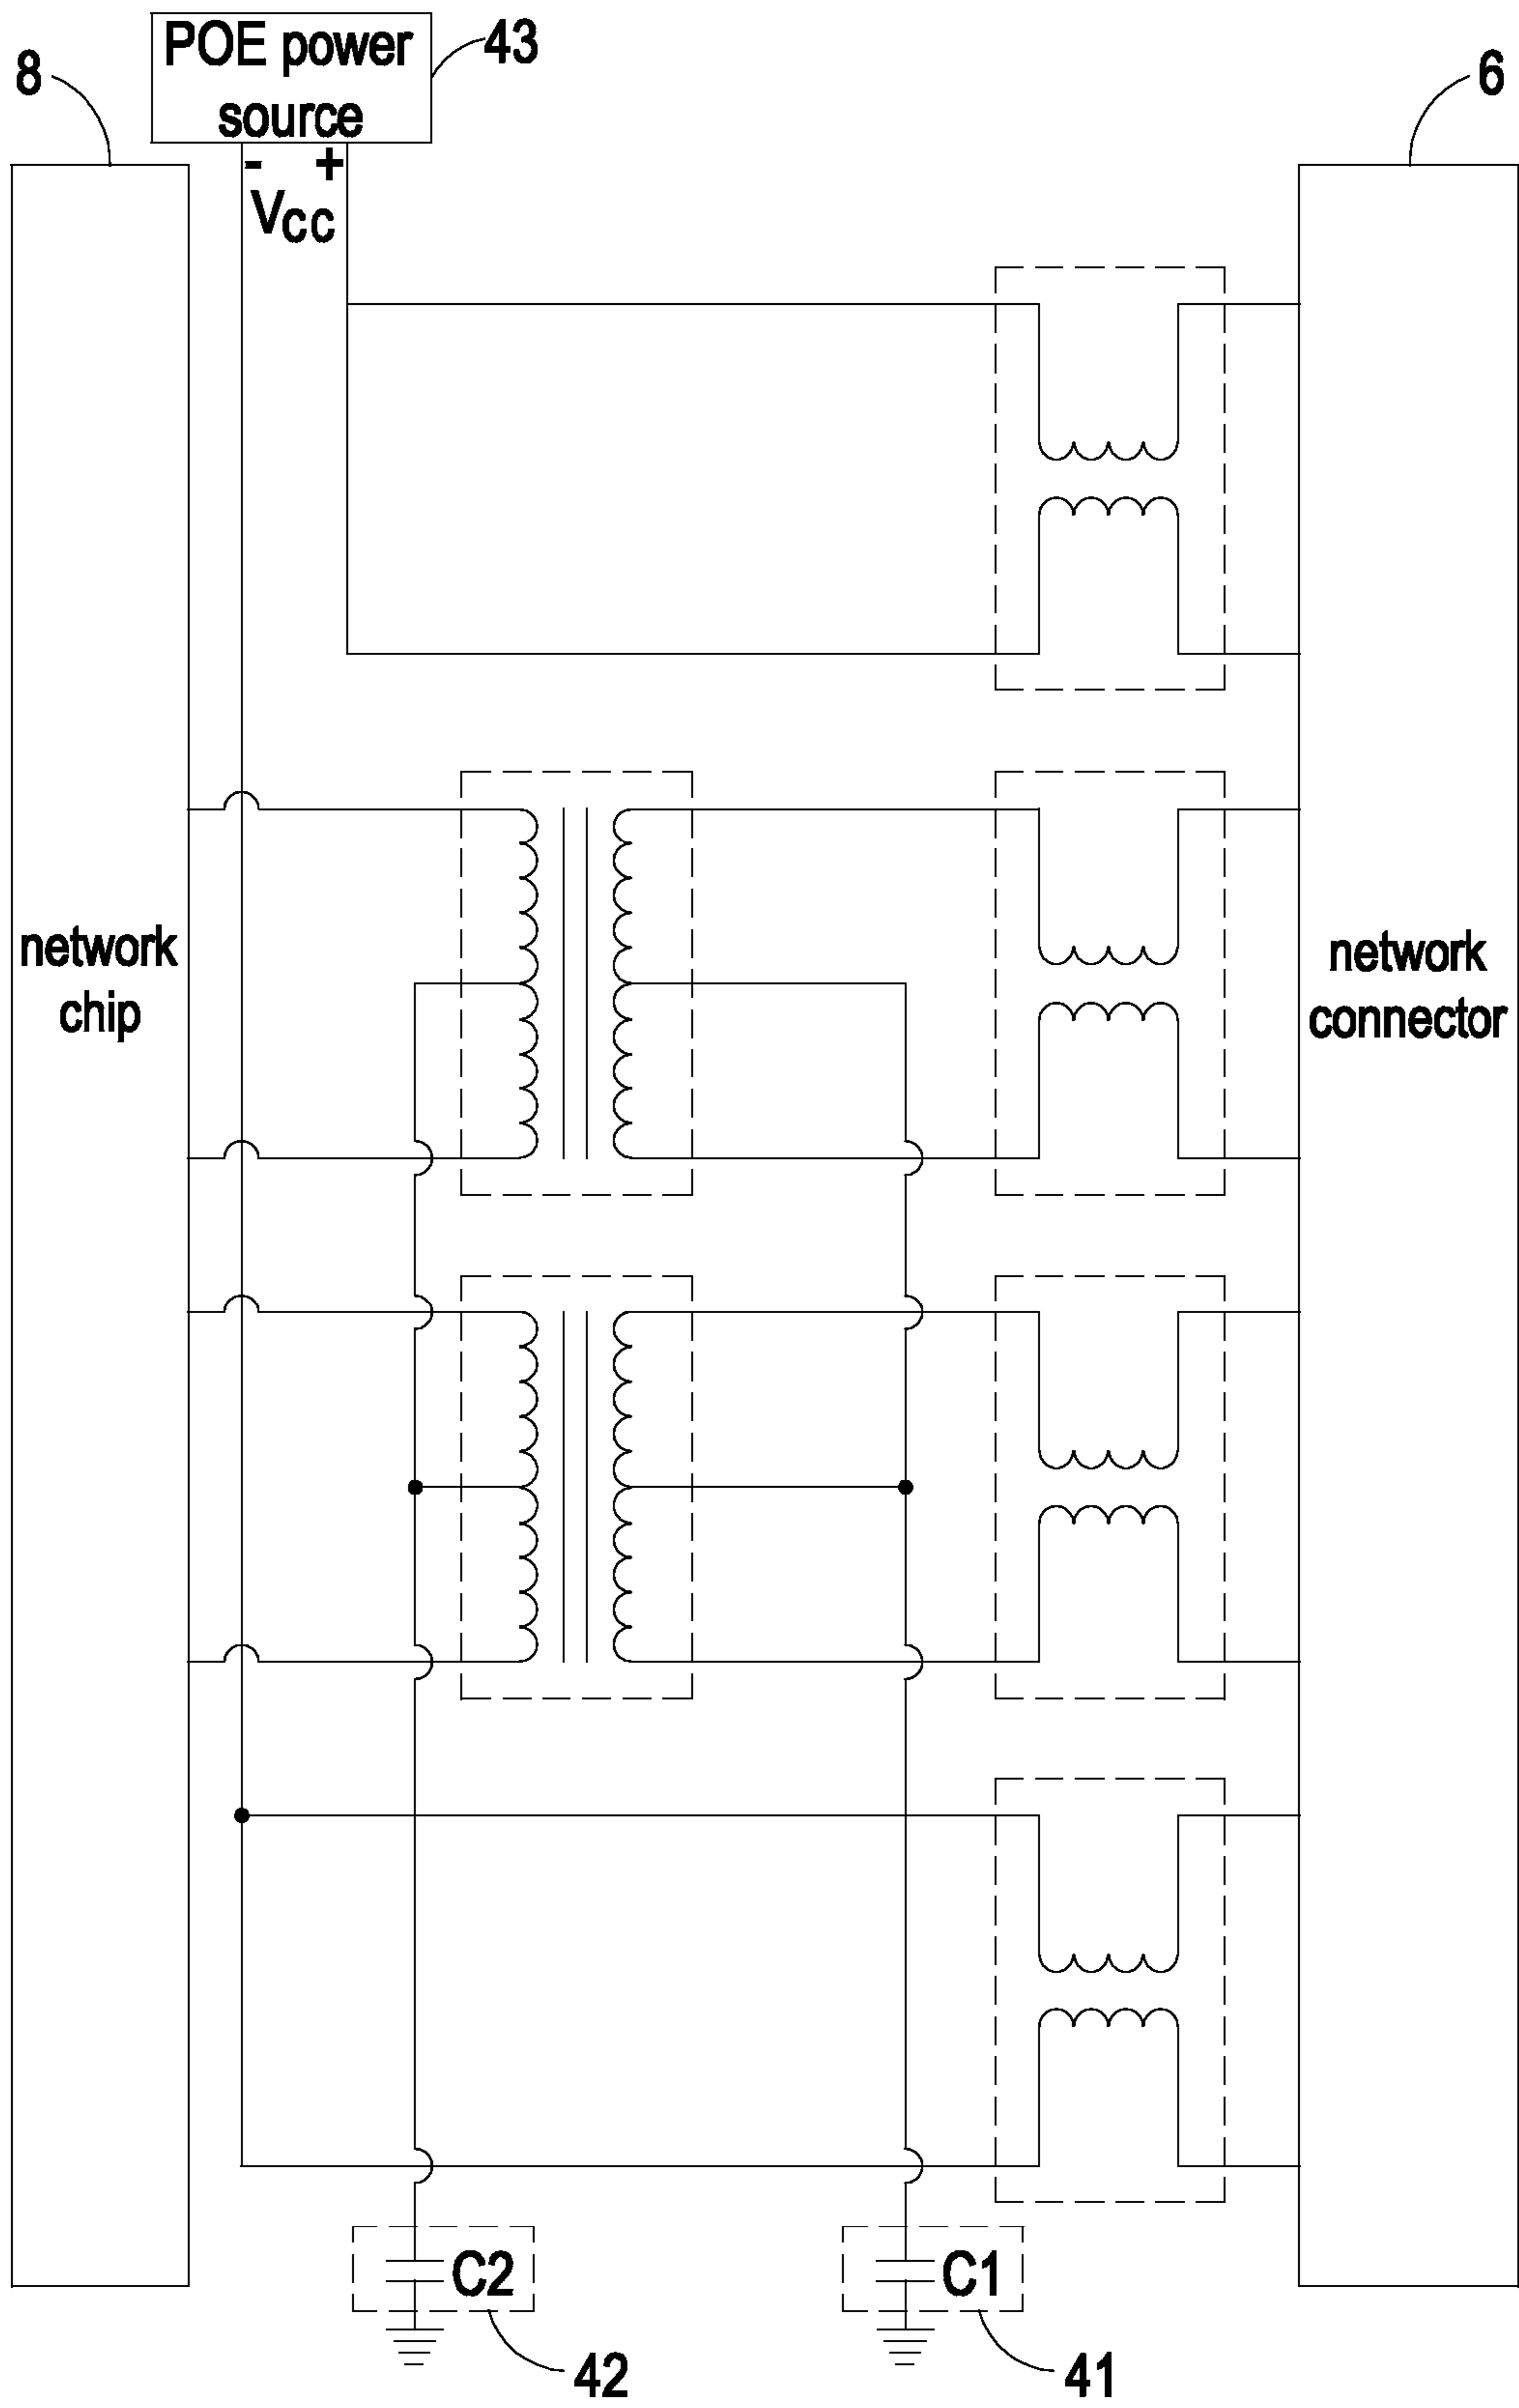 POE power
source
43
8
6
- +
Vcc
network
chip
network
connector
C2
C1
42
41